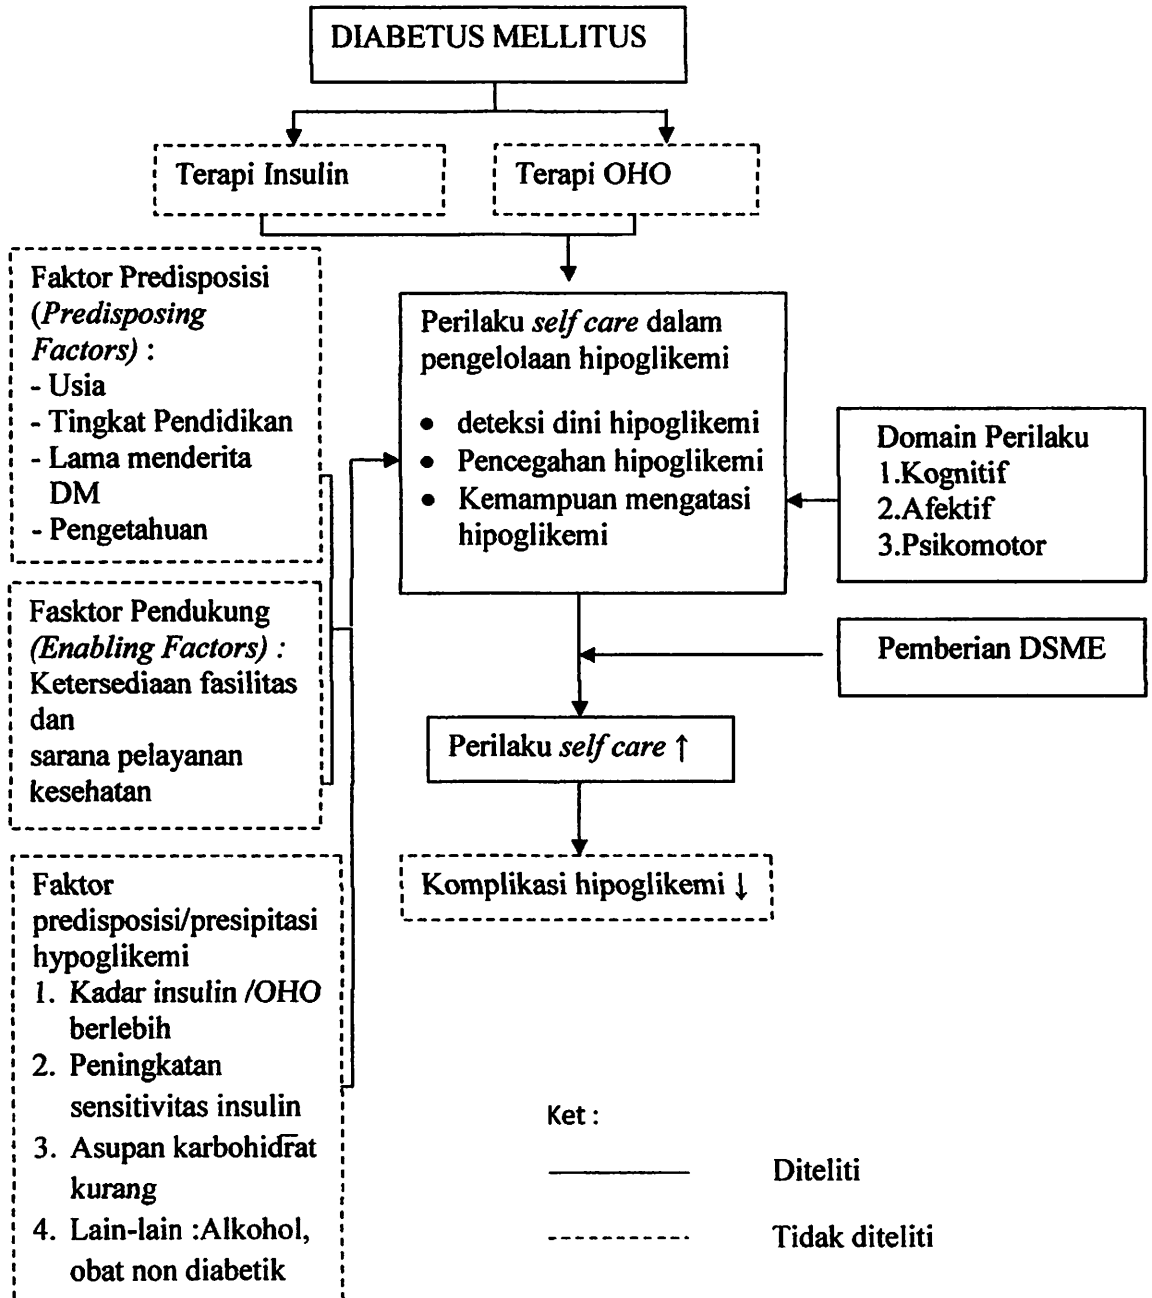 DIABETUS MELLITUS
Terapi Insulin
Terapi OHO
Faktor Predisposisi
(Predisposing
Factors) :
- Usia
- Tingkat Pendidikan
- Lama menderita
DM
- Pengetahuan
Perilaku self care dalam
pengelolaan hipoglikemi
• deteksi dini hipoglikemi
• Pencegahan hipoglikemi
• Kemampuan mengatasi
hipoglikemi
Domain Perilaku
1.Kognitif
2.Afektif
3.Psikomotor
Fasktor Pendukung
(Enabling Factors) :
Ketersediaan fasilitas
dan
sarana pelayanan
kesehatan
Pemberian DSME
Perilaku self care ↑
Komplikasi hipoglikemi ↓
Faktor
predisposisi/presipitasi
hypoglikemi
1. Kadar insulin /OHO
berlebih
2. Peningkatan
sensitivitas insulin
3. Asupan karbohidrat
kurang
4. Lain-lain :Alkohol,
obat non diabetik
Ket :
Diteliti
Tidak diteliti